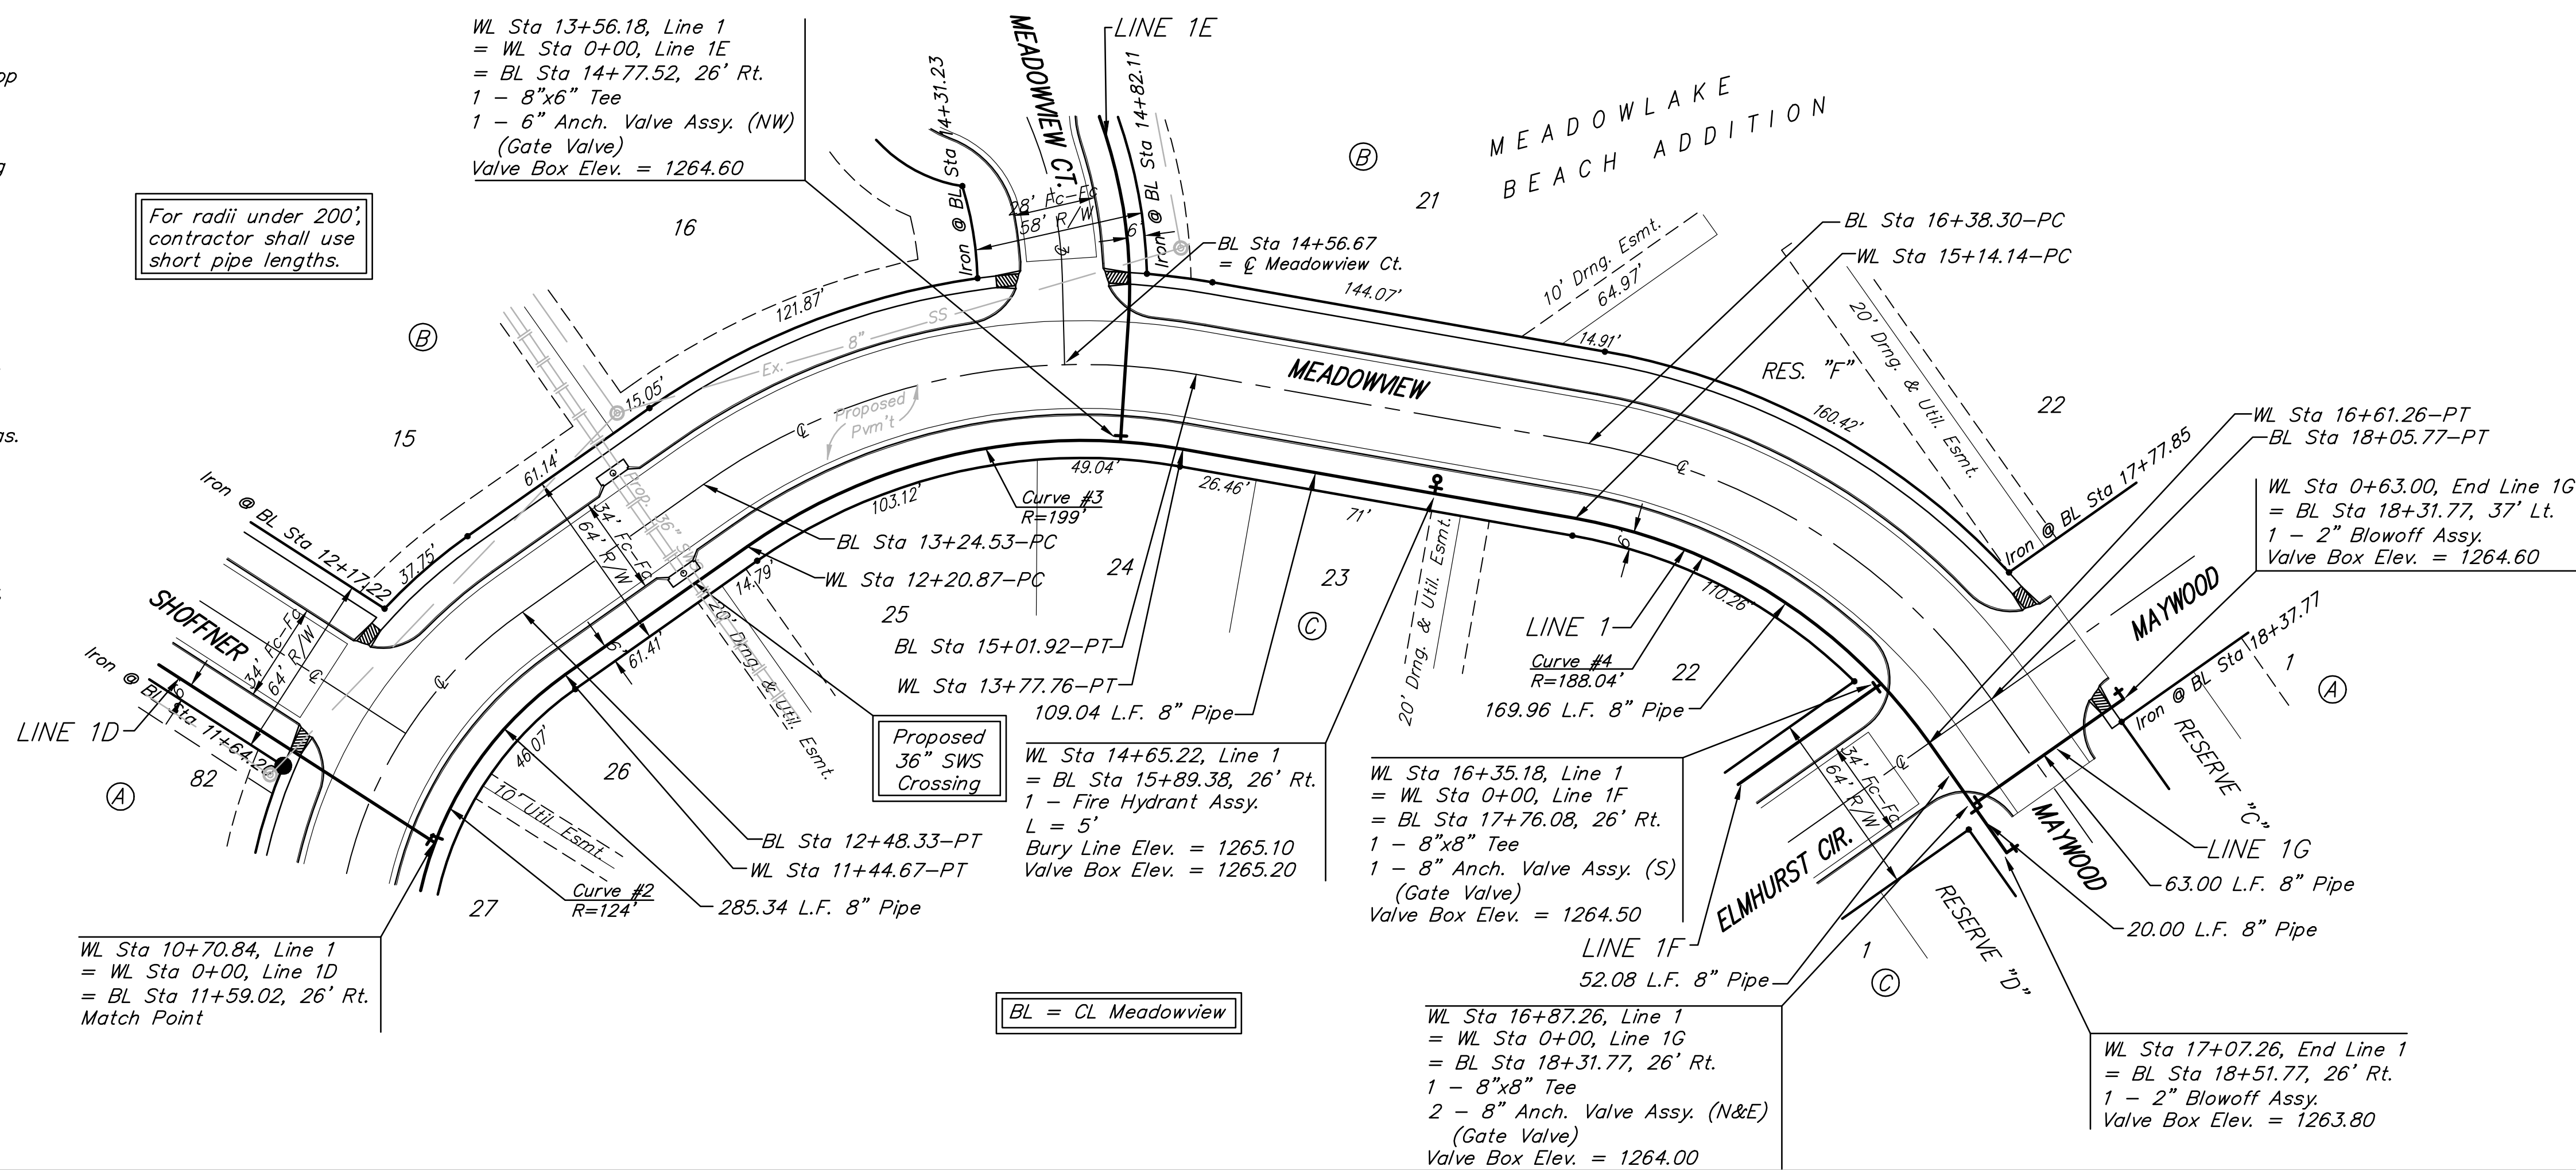 WL Sta 13+56.18, Line 1
= WL Sta 0+00, Line 1E
= BL Sta 14+77.52, 26' Rt.
1 – 8"x6" Tee
1 – 6" Anch. Valve Assy. (NW)
(Gate Valve)
Valve Box Elev. = 1264.60
For radii under 200',
contractor shall use
short pipe lengths.
MEADOWVIEW CT.
LINE 1E
Iron @ BL Sta 14+31.23
Iron @ BL Sta 14+82.11
28' Fc-Fc
58' R/W
6'
MEADOWLAKE
BEACH ADDITION
B
21
16
B
15
BL Sta 14+56.67
= ℄ Meadowview Ct.
10' Drng. Esmt.
64.97'
144.07'
14.91'
BL Sta 16+38.30-PC
WL Sta 15+14.14-PC
20' Drng. & Util. Esmt.
RES. "F"
160.42'
22
121.87'
Ex. 8" SS
15.05'
61.14'
37.75'
Proposed
Pvm't
℄
MEADOWVIEW
℄
WL Sta 16+61.26-PT
BL Sta 18+05.77-PT
Iron @ BL Sta 17+77.85
WL Sta 0+63.00, End Line 1G
= BL Sta 18+31.77, 37' Lt.
1 – 2" Blowoff Assy.
Valve Box Elev. = 1264.60
Iron @ BL Sta 12+17.22
34' Fc-Fc
64' R/W
Prop. 36" SWS
103.12'
49.04'
26.46'
71'
Curve #3
R=199'
BL Sta 13+24.53-PC
WL Sta 12+20.87-PC
14.79'
61.41'
6'
20' Drng. & Util. Esmt.
25
24
23
C
20' Drng. & Util. Esmt.
6'
110.26'
SHOFFNER
34' Fc-Fc
64' R/W
℄
℄
Iron @ BL Sta 11+64.20
6'
LINE 1D
82
A
BL Sta 15+01.92-PT
WL Sta 13+77.76-PT
109.04 L.F. 8" Pipe
LINE 1
Curve #4
R=188.04'
22
169.96 L.F. 8" Pipe
MAYWOOD
Iron @ BL Sta 18+37.77
1
A
RESERVE "C"
46.07'
26
10' Util. Esmt.
27
Curve #2
R=124'
BL Sta 12+48.33-PT
WL Sta 11+44.67-PT
285.34 L.F. 8" Pipe
Proposed
36" SWS
Crossing
WL Sta 14+65.22, Line 1
= BL Sta 15+89.38, 26' Rt.
1 – Fire Hydrant Assy.
L = 5'
Bury Line Elev. = 1265.10
Valve Box Elev. = 1265.20
WL Sta 16+35.18, Line 1
= WL Sta 0+00, Line 1F
= BL Sta 17+76.08, 26' Rt.
1 – 8"x8" Tee
1 – 8" Anch. Valve Assy. (S)
(Gate Valve)
Valve Box Elev. = 1264.50
34' Fc-Fc
64' R/W
℄
ELMHURST CIR.
MAYWOOD
LINE 1G
63.00 L.F. 8" Pipe
20.00 L.F. 8" Pipe
RESERVE "D"
LINE 1F
52.08 L.F. 8" Pipe
1
C
WL Sta 10+70.84, Line 1
= WL Sta 0+00, Line 1D
= BL Sta 11+59.02, 26' Rt.
Match Point
BL = CL Meadowview
WL Sta 16+87.26, Line 1
= WL Sta 0+00, Line 1G
= BL Sta 18+31.77, 26' Rt.
1 – 8"x8" Tee
2 – 8" Anch. Valve Assy. (N&E)
(Gate Valve)
Valve Box Elev. = 1264.00
WL Sta 17+07.26, End Line 1
= BL Sta 18+51.77, 26' Rt.
1 – 2" Blowoff Assy.
Valve Box Elev. = 1263.80